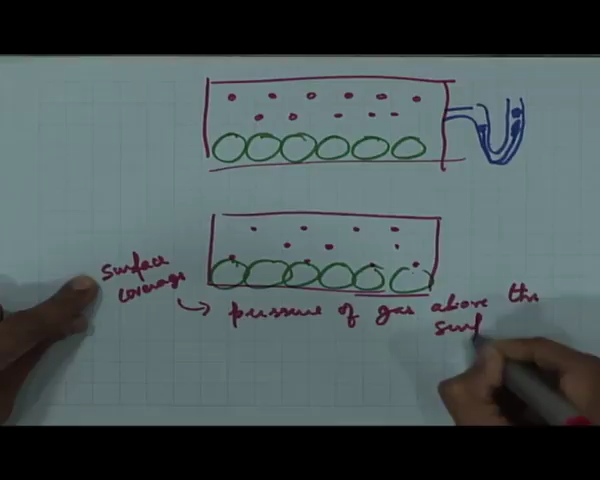 Surface
coverage
pressure of gas above the
surf